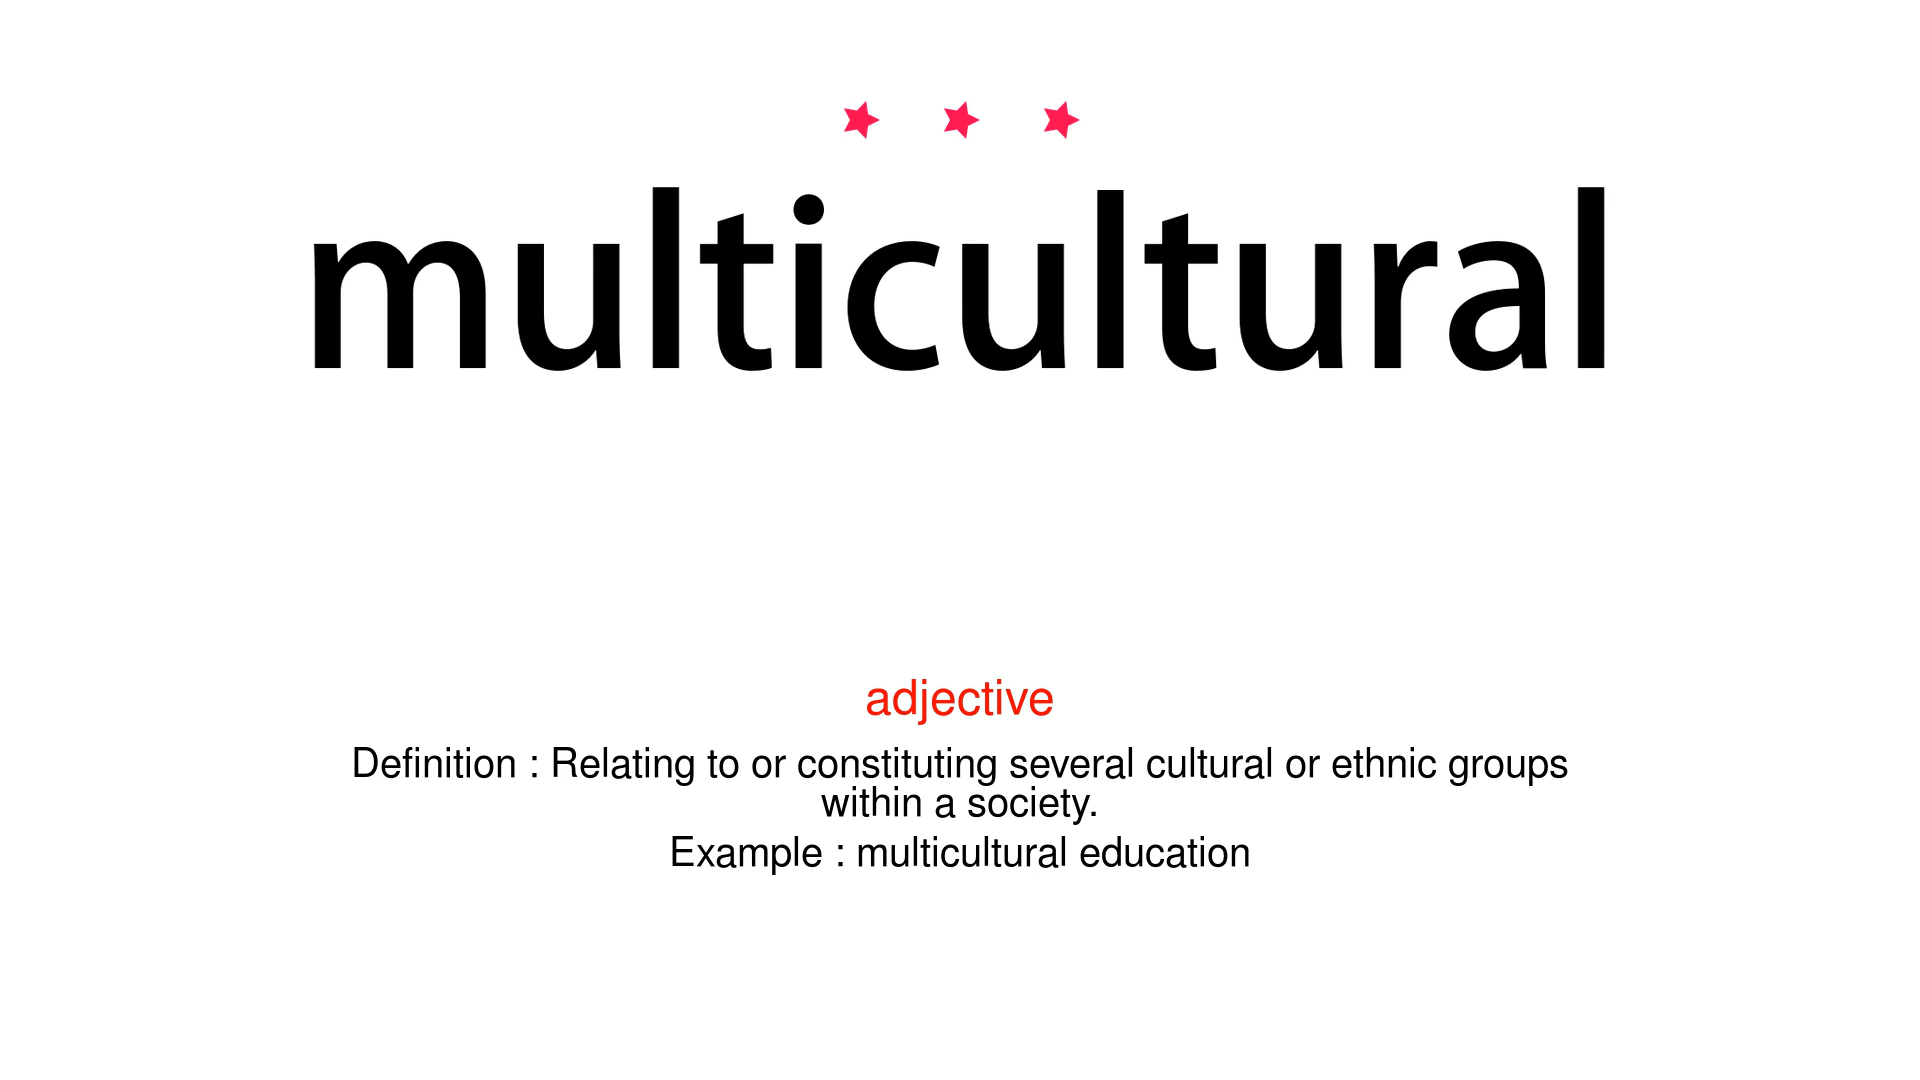 multicultural
adjective
Definition : Relating to or constituting several cultural or ethnic groups
within a society.
Example : multicultural education